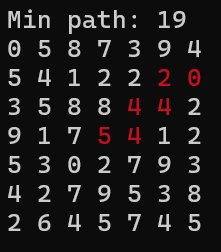 Min path: 19
0 5 8 7 3 9 4
5 4 1 2 2 2 0
3 5 8 8 4 4 2
9 1 7 5 4 1 2
5 3 0 2 7 9 3
4 2 7 9 5 3 8
2 6 4 5 7 4 5